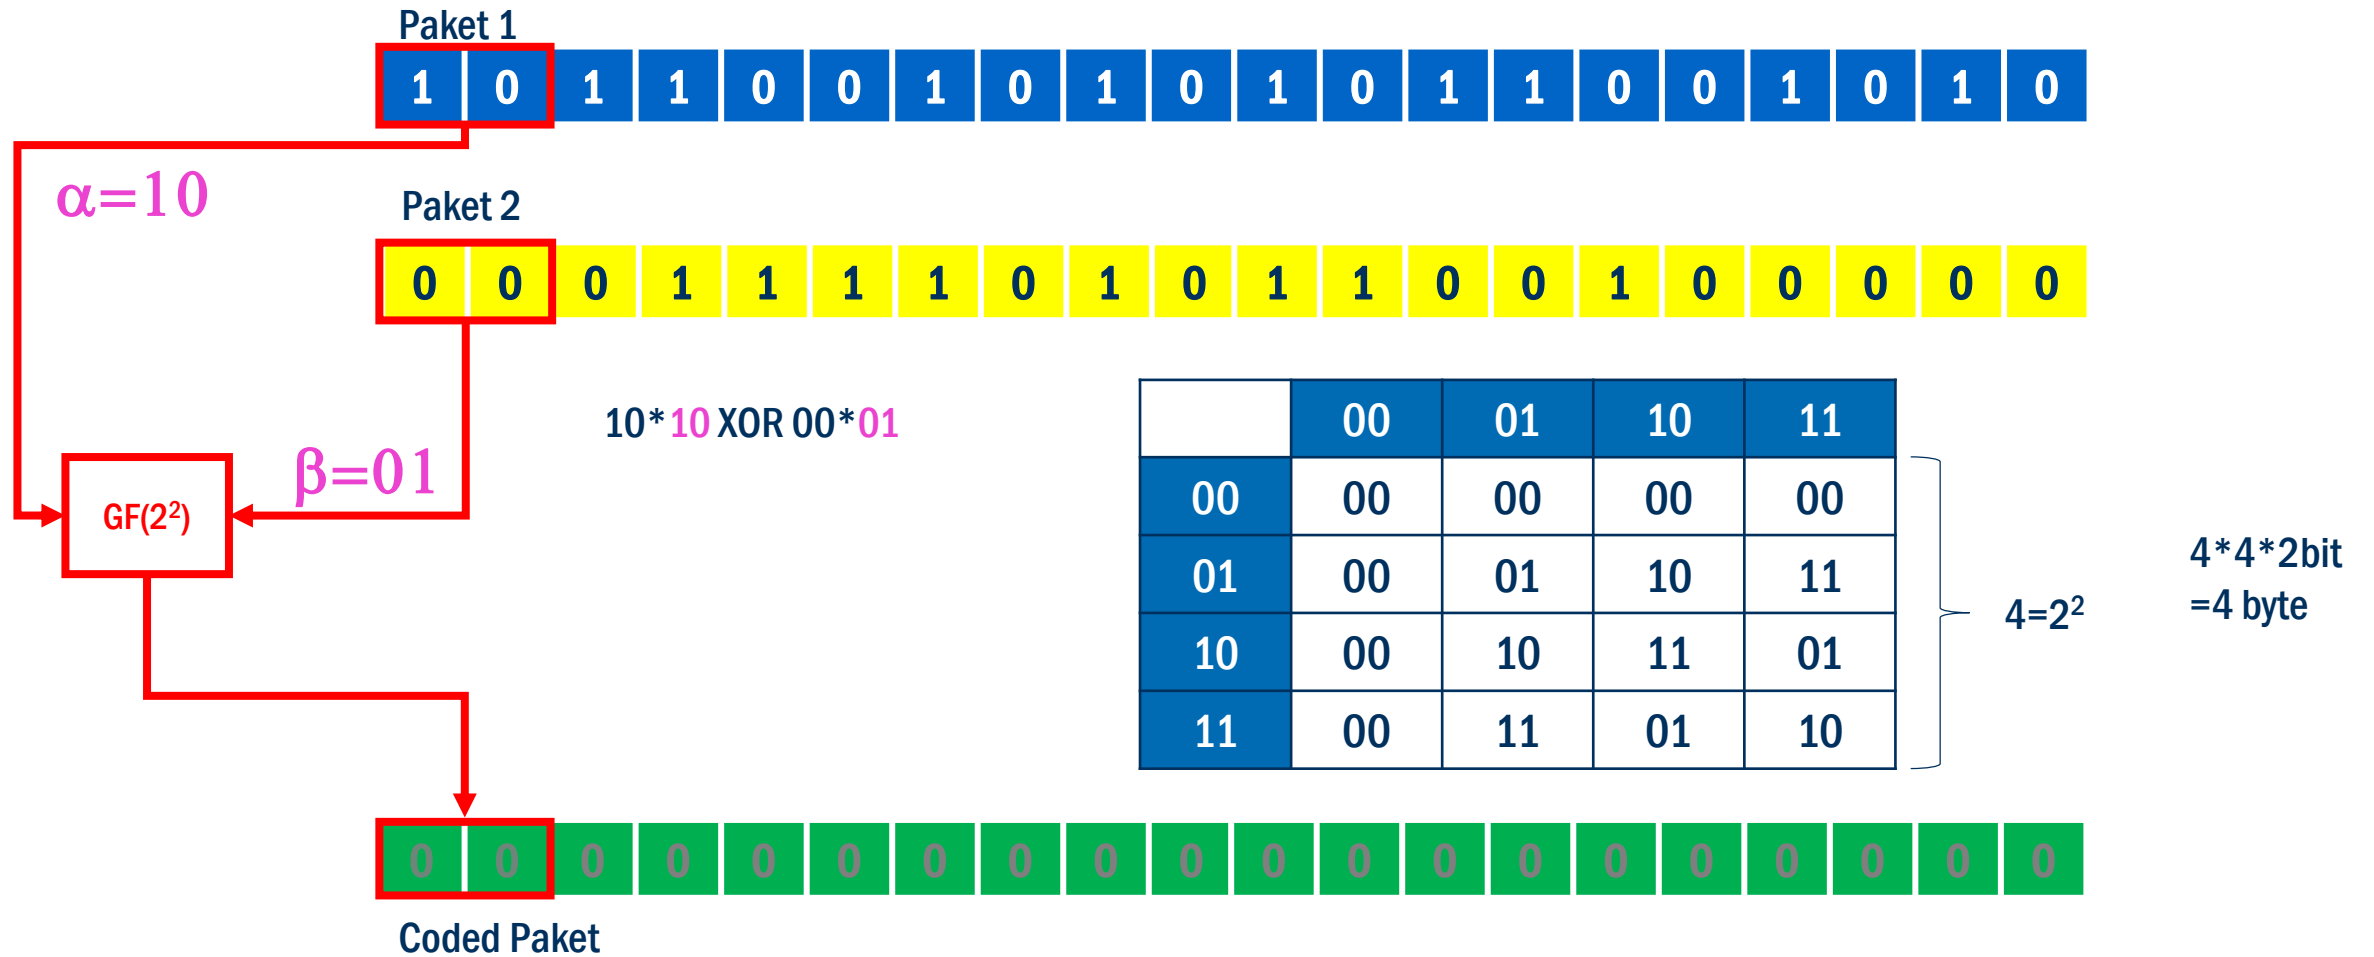 Paket 1
1 0 1 1 0 0 1 0 1 0 1 0 1 1 0 0 1 0 1 0
α=10
Paket 2
0 0 0 1 1 1 1 0 1 0 1 1 0 0 1 0 0 0 0 0
10*10 XOR 00*01
β=01
GF(2²)
00 01 10 11
00 00 00 00 00
01 00 01 10 11
10 00 10 11 01
11 00 11 01 10
4=2²
4*4*2bit
=4 byte
0 0 0 0 0 0 0 0 0 0 0 0 0 0 0 0 0 0 0 0
Coded Paket